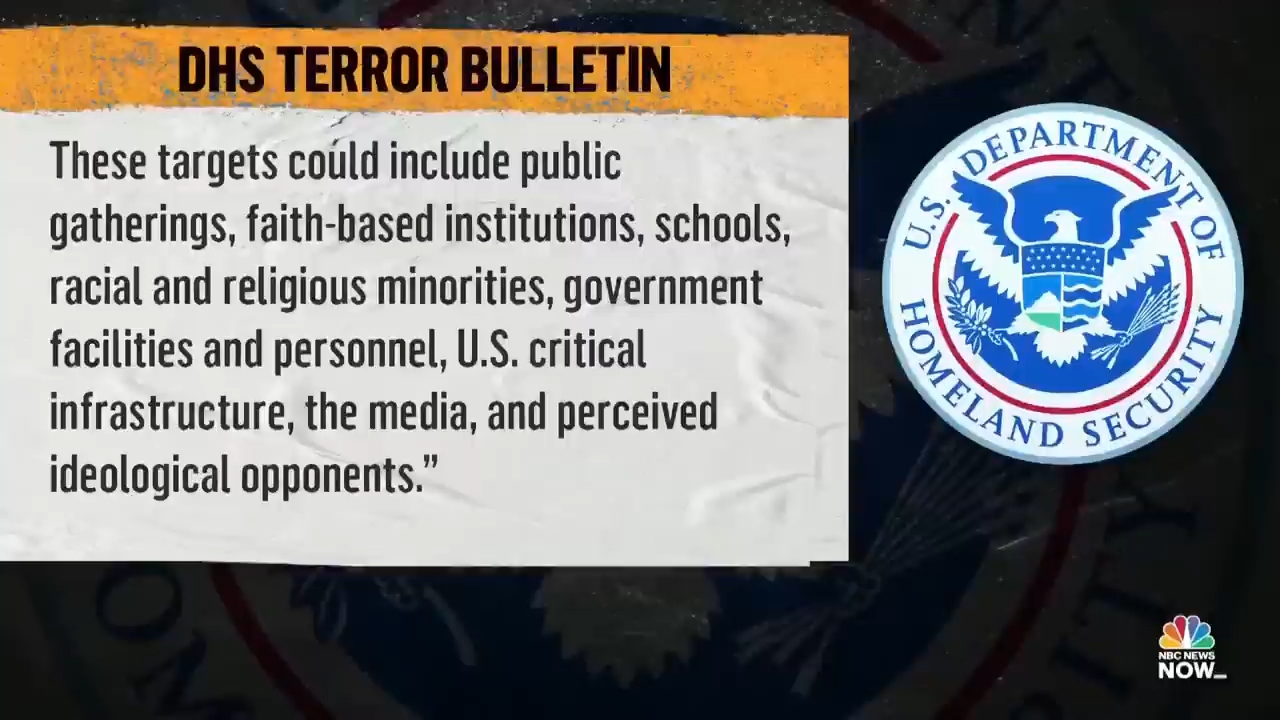 DHS TERROR BULLETIN
These targets could include public
gatherings, faith-based institutions, schools,
racial and religious minorities, government
facilities and personnel, U.S. critical
infrastructure, the media, and perceived
ideological opponents.”
U.S. DEPARTMENT OF
HOMELAND SECURITY
NBC NEWS
NOW_